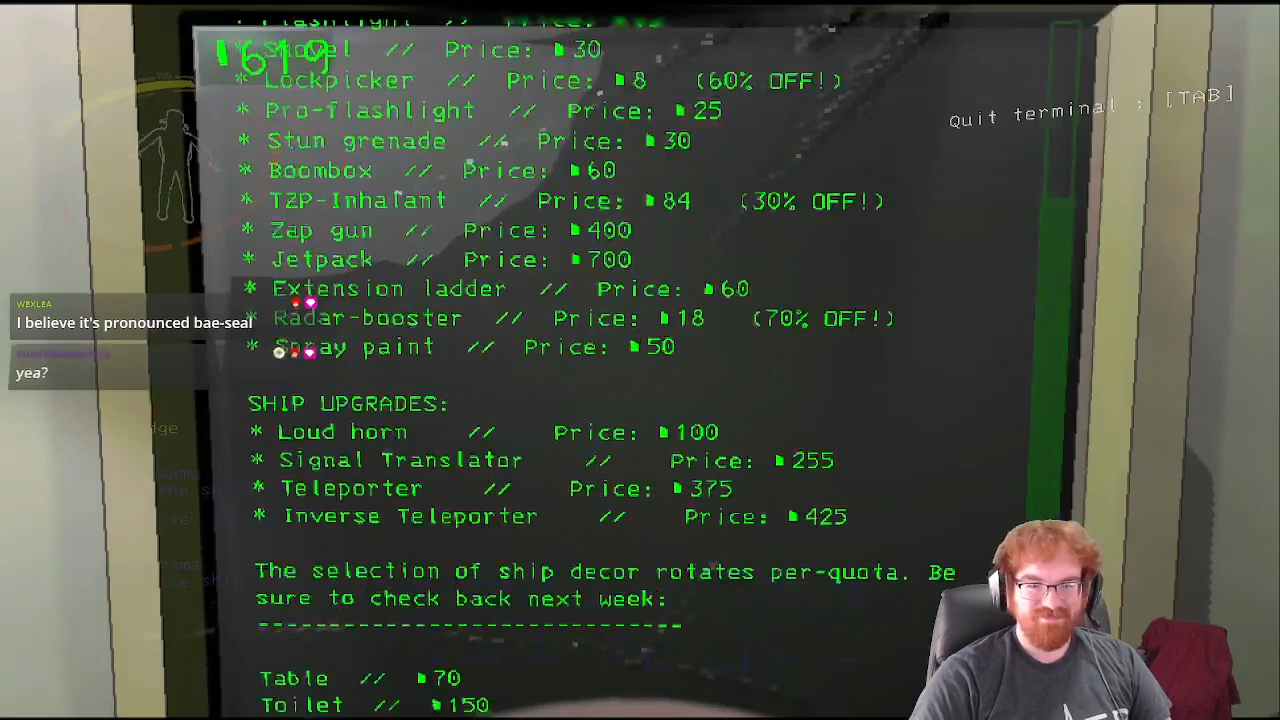 ▮619
* Shovel // Price: ▮30
* Lockpicker // Price: ▮8 (60% OFF!)
* Pro-flashlight // Price: ▮25
* Stun grenade // Price: ▮30
* Boombox // Price: ▮60
* TZP-Inhalant // Price: ▮84 (30% OFF!)
* Zap gun // Price: ▮400
* Jetpack // Price: ▮700
* Extension ladder // Price: ▮60
* Radar-booster // Price: ▮18 (70% OFF!)
* Spray paint // Price: ▮50
SHIP UPGRADES:
* Loud horn // Price: ▮100
* Signal Translator // Price: ▮255
* Teleporter // Price: ▮375
* Inverse Teleporter // Price: ▮425
The selection of ship decor rotates per-quota. Be
sure to check back next week:
------------------------------
Table // ▮70
Toilet // ▮150
Quit terminal : [TAB]
WEXLEA
I believe it's pronounced bae-seal
yea?